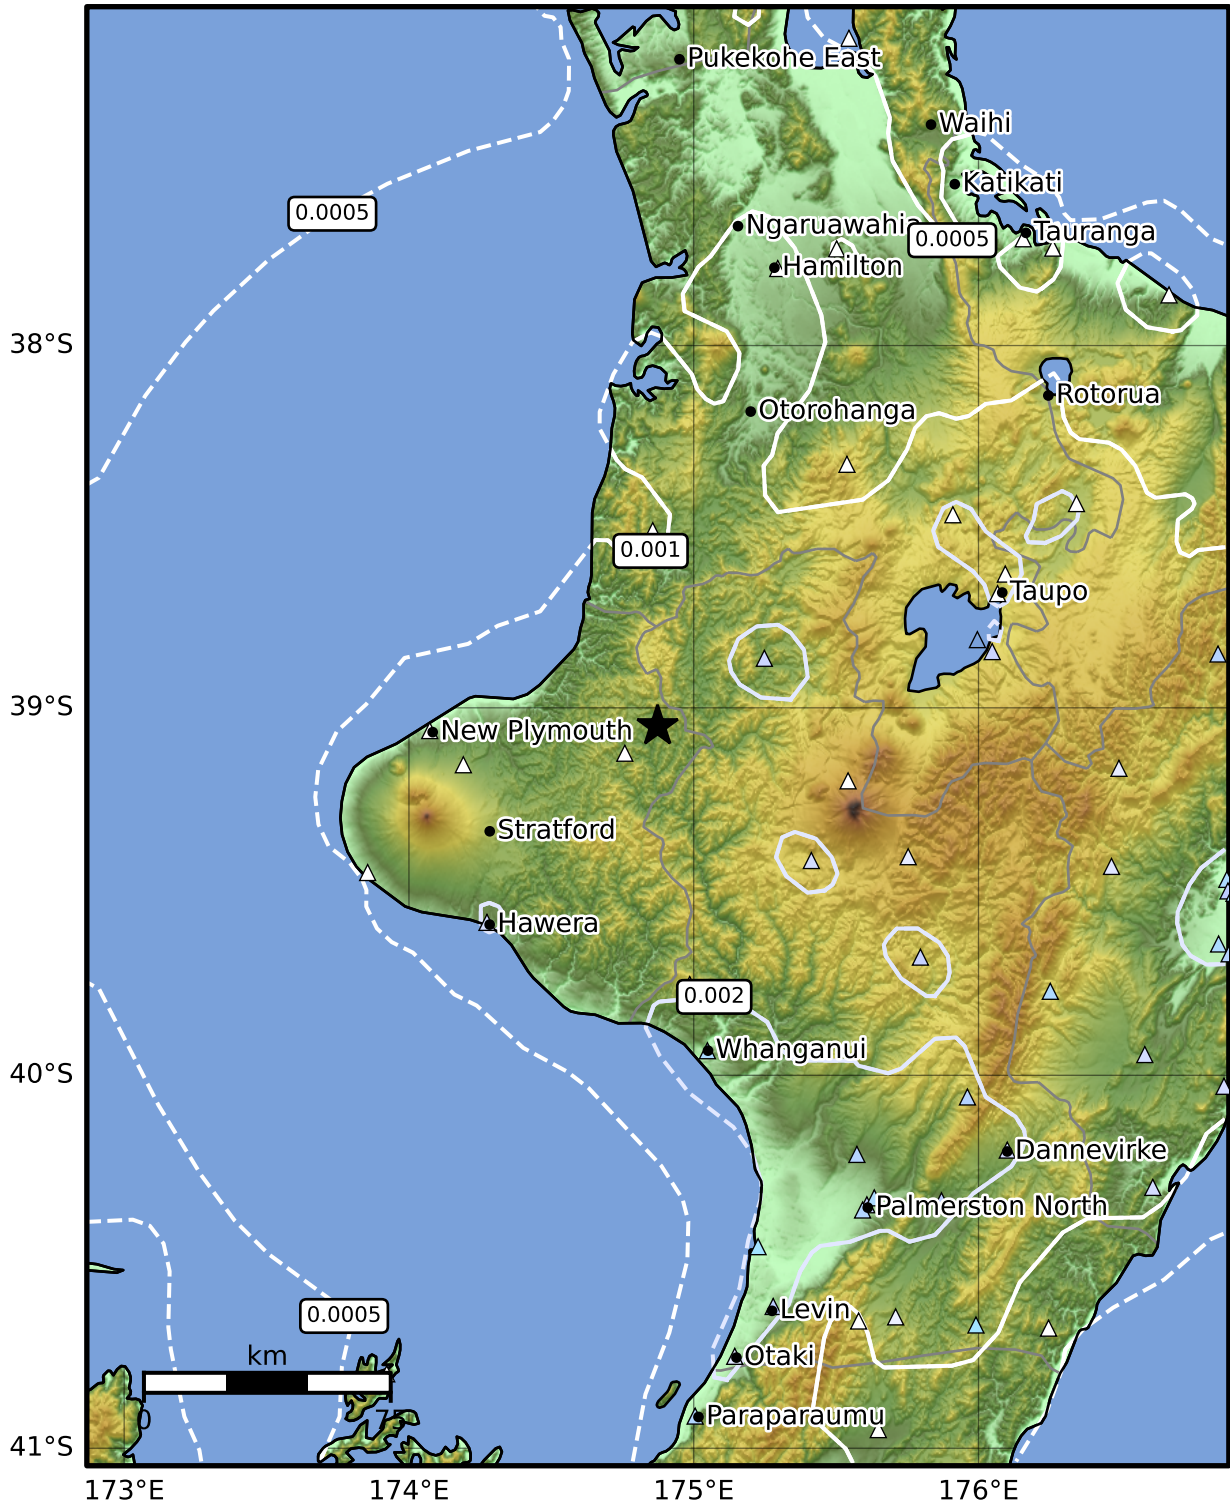 Pukekohe East
Waihi
Katikati
0.0005
Ngaruawahia
Tauranga
0.0005
Hamilton
38°S
Rotorua
Otorohanga
0.001
Taupo
39°S
New Plymouth
Stratford
Hawera
0.002
Whanganui
40°S
Dannevirke
Palmerston North
0.0005
Levin
km
Otaki
0
Paraparaumu
41°S
173°E
174°E
175°E
176°E